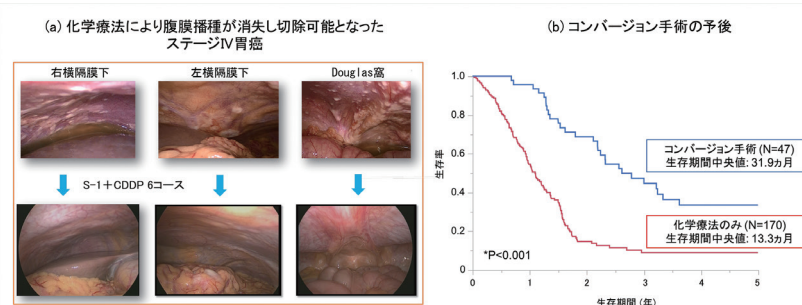 (a) 化学療法により腹膜播種が消失し切除可能となった
ステージⅣ胃癌
右横隔膜下
左横隔膜下
Douglas窩
S-1+CDDP 6コース
(b) コンバージョン手術の予後
生存率
1.0
0.8
0.6
0.4
0.2
0
0
1
2
3
4
5
生存期間 (年)
コンバージョン手術 (N=47)
生存期間中央値: 31.9ヵ月
化学療法のみ (N=170)
生存期間中央値: 13.3ヵ月
*P<0.001